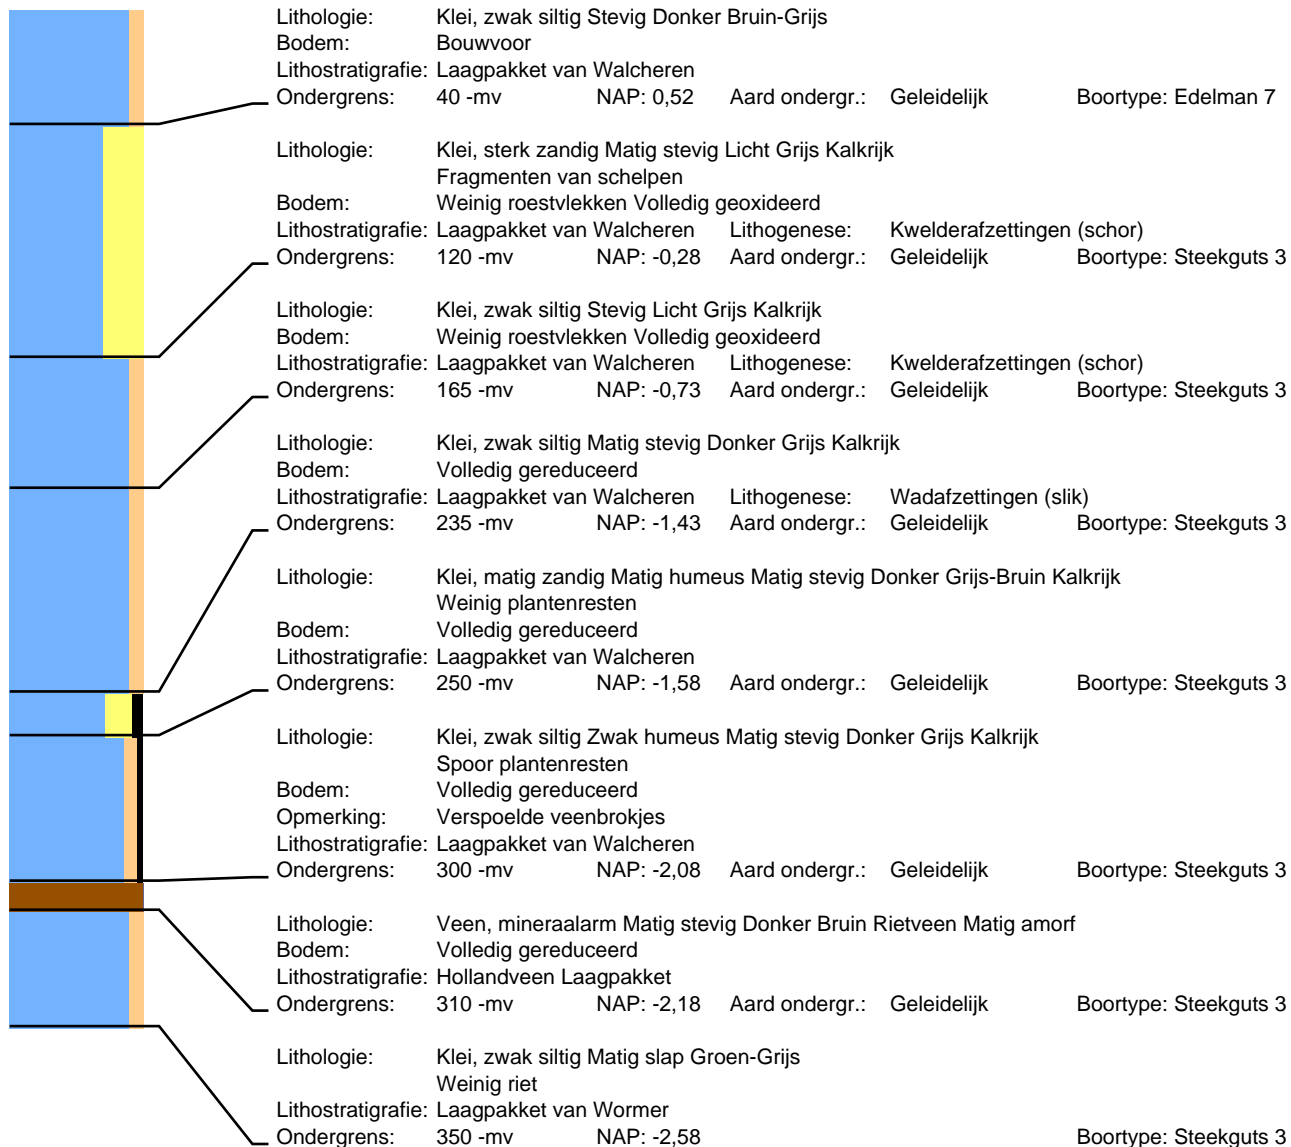 Lithologie: Klei, zwak siltig Stevig Donker Bruin-Grijs
Bodem: Bouwvoor
Lithostratigrafie: Laagpakket van Walcheren
Ondergrens: 40 -mv NAP: 0,52 Aard ondergr.: Geleidelijk Boortype: Edelman 7
Lithologie: Klei, sterk zandig Matig stevig Licht Grijs Kalkrijk
Fragmenten van schelpen
Bodem: Weinig roestvlekken Volledig geoxideerd
Lithostratigrafie: Laagpakket van Walcheren Lithogenese: Kwelderafzettingen (schor)
Ondergrens: 120 -mv NAP: -0,28 Aard ondergr.: Geleidelijk Boortype: Steekguts 3
Lithologie: Klei, zwak siltig Stevig Licht Grijs Kalkrijk
Bodem: Weinig roestvlekken Volledig geoxideerd
Lithostratigrafie: Laagpakket van Walcheren Lithogenese: Kwelderafzettingen (schor)
Ondergrens: 165 -mv NAP: -0,73 Aard ondergr.: Geleidelijk Boortype: Steekguts 3
Lithologie: Klei, zwak siltig Matig stevig Donker Grijs Kalkrijk
Bodem: Volledig gereduceerd
Lithostratigrafie: Laagpakket van Walcheren Lithogenese: Wadafzettingen (slik)
Ondergrens: 235 -mv NAP: -1,43 Aard ondergr.: Geleidelijk Boortype: Steekguts 3
Lithologie: Klei, matig zandig Matig humeus Matig stevig Donker Grijs-Bruin Kalkrijk
Weinig plantenresten
Bodem: Volledig gereduceerd
Lithostratigrafie: Laagpakket van Walcheren
Ondergrens: 250 -mv NAP: -1,58 Aard ondergr.: Geleidelijk Boortype: Steekguts 3
Lithologie: Klei, zwak siltig Zwak humeus Matig stevig Donker Grijs Kalkrijk
Spoor plantenresten
Bodem: Volledig gereduceerd
Opmerking: Verspoelde veenbrokjes
Lithostratigrafie: Laagpakket van Walcheren
Ondergrens: 300 -mv NAP: -2,08 Aard ondergr.: Geleidelijk Boortype: Steekguts 3
Lithologie: Veen, mineraalarm Matig stevig Donker Bruin Rietveen Matig amorf
Bodem: Volledig gereduceerd
Lithostratigrafie: Hollandveen Laagpakket
Ondergrens: 310 -mv NAP: -2,18 Aard ondergr.: Geleidelijk Boortype: Steekguts 3
Lithologie: Klei, zwak siltig Matig slap Groen-Grijs
Weinig riet
Lithostratigrafie: Laagpakket van Wormer
Ondergrens: 350 -mv NAP: -2,58 Boortype: Steekguts 3